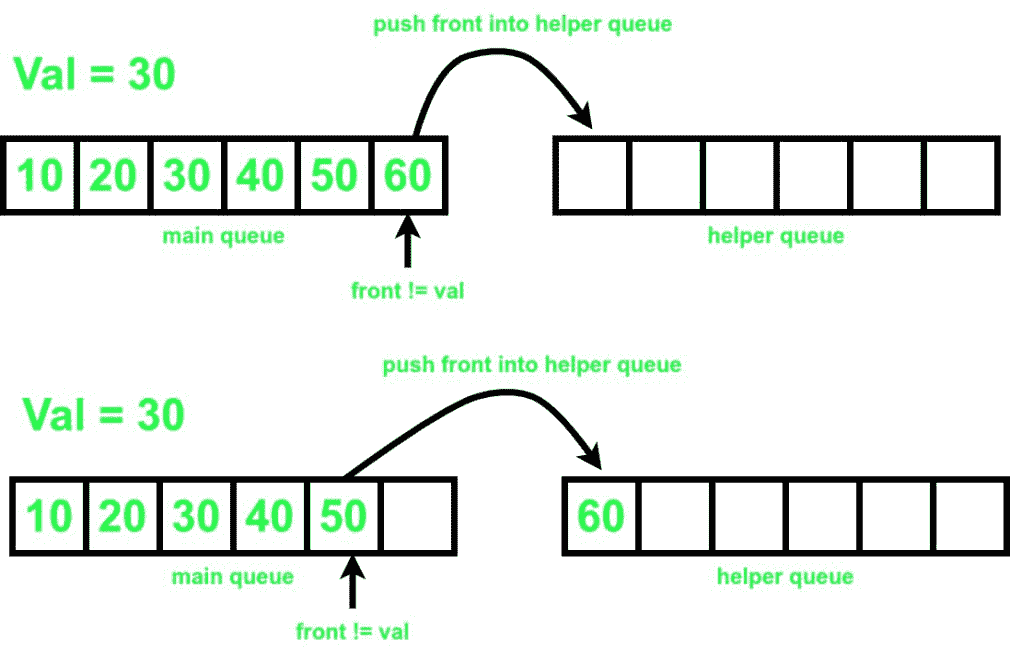 push front into helper queue
Val = 30
10 20 30 40 50 60
main queue helper queue
front != val
push front into helper queue
Val = 30
10 20 30 40 50 60
main queue helper queue
front != val